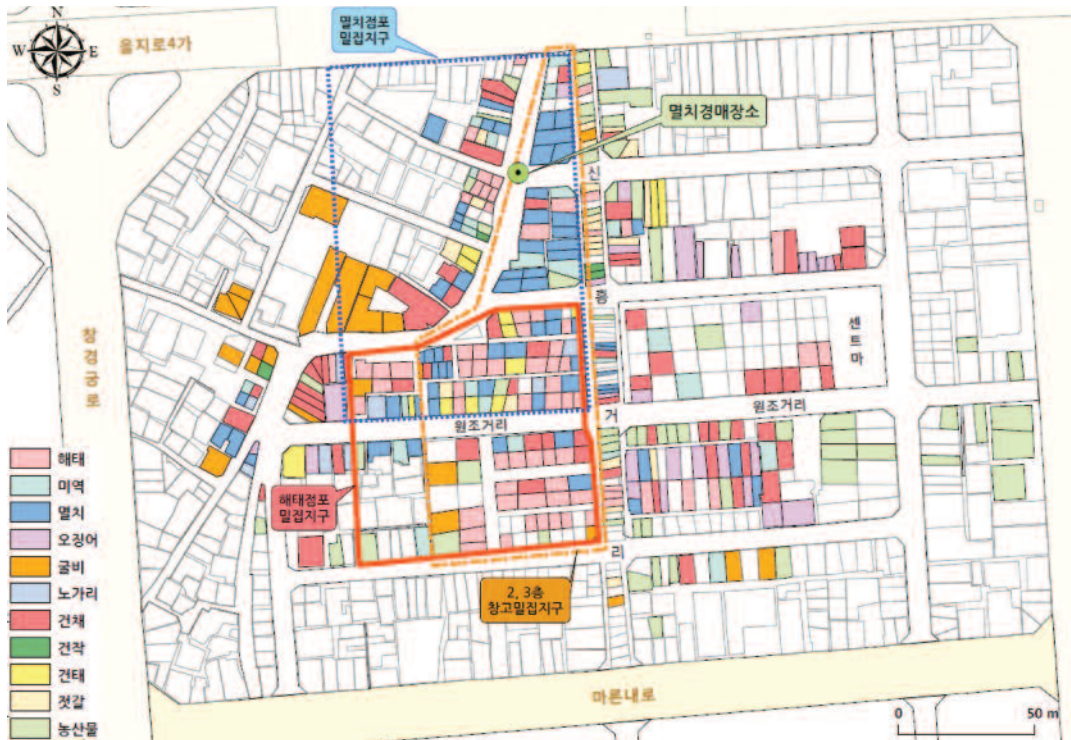 N
W
E
S
을지로4가
멸치점포
밀집지구
멸치경매장소
신
중
창경궁로
센트마
거
원조거리
원조거리
해태점포
밀집지구
리
2, 3층
창고밀집지구
마른내로
해태
미역
멸치
오징어
굴비
노가리
건채
건작
건태
젓갈
농산물
0
50 m